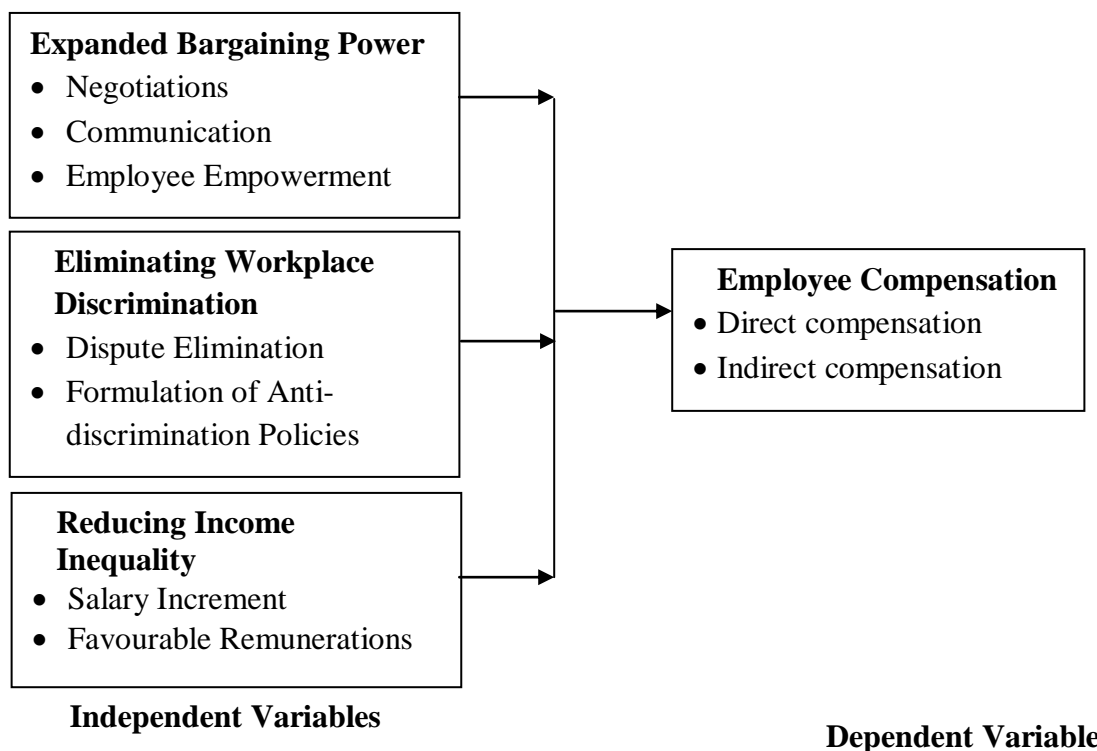 Expanded Bargaining Power
• Negotiations
• Communication
• Employee Empowerment
Eliminating Workplace
Discrimination
• Dispute Elimination
• Formulation of Anti-
discrimination Policies
Reducing Income
Inequality
• Salary Increment
• Favourable Remunerations
Independent Variables
Employee Compensation
• Direct compensation
• Indirect compensation
Dependent Variable